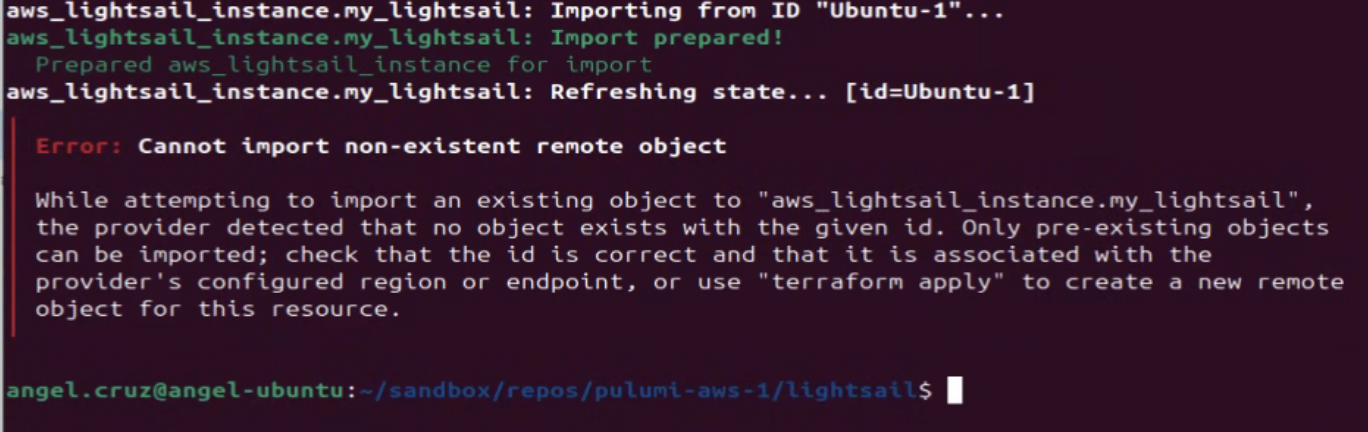 aws_lightsail_instance.my_lightsail: Importing from ID "Ubuntu-1"...
aws_lightsail_instance.my_lightsail: Import prepared!
Prepared aws_lightsail_instance for import
aws_lightsail_instance.my_lightsail: Refreshing state... [id=Ubuntu-1]
Error: Cannot import non-existent remote object
While attempting to import an existing object to "aws_lightsail_instance.my_lightsail",
the provider detected that no object exists with the given id. Only pre-existing objects
can be imported; check that the id is correct and that it is associated with the
provider's configured region or endpoint, or use "terraform apply" to create a new remote
object for this resource.
angel.cruz@angel-ubuntu:~/sandbox/repos/pulumi-aws-1/lightsail$